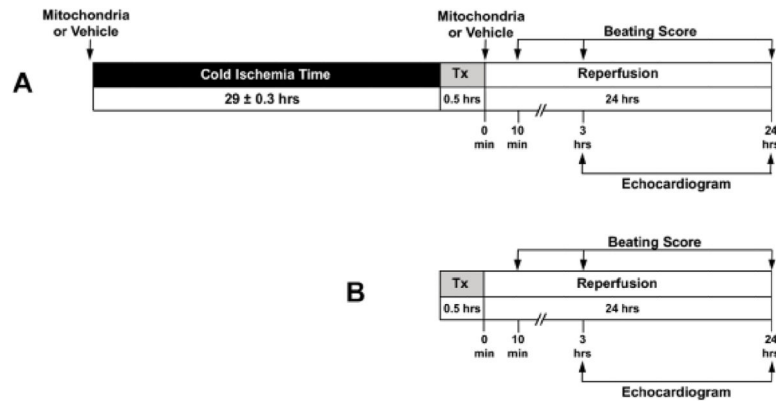 Mitochondria
or Vehicle
Mitochondria
or Vehicle
Beating Score
A
Cold Ischemia Time
Tx
Reperfusion
29 ± 0.3 hrs
0.5 hrs
24 hrs
0
min
10
min
3
hrs
24
hrs
Echocardiogram
Beating Score
B
Tx
Reperfusion
0.5 hrs
24 hrs
0
min
10
min
3
hrs
24
hrs
Echocardiogram